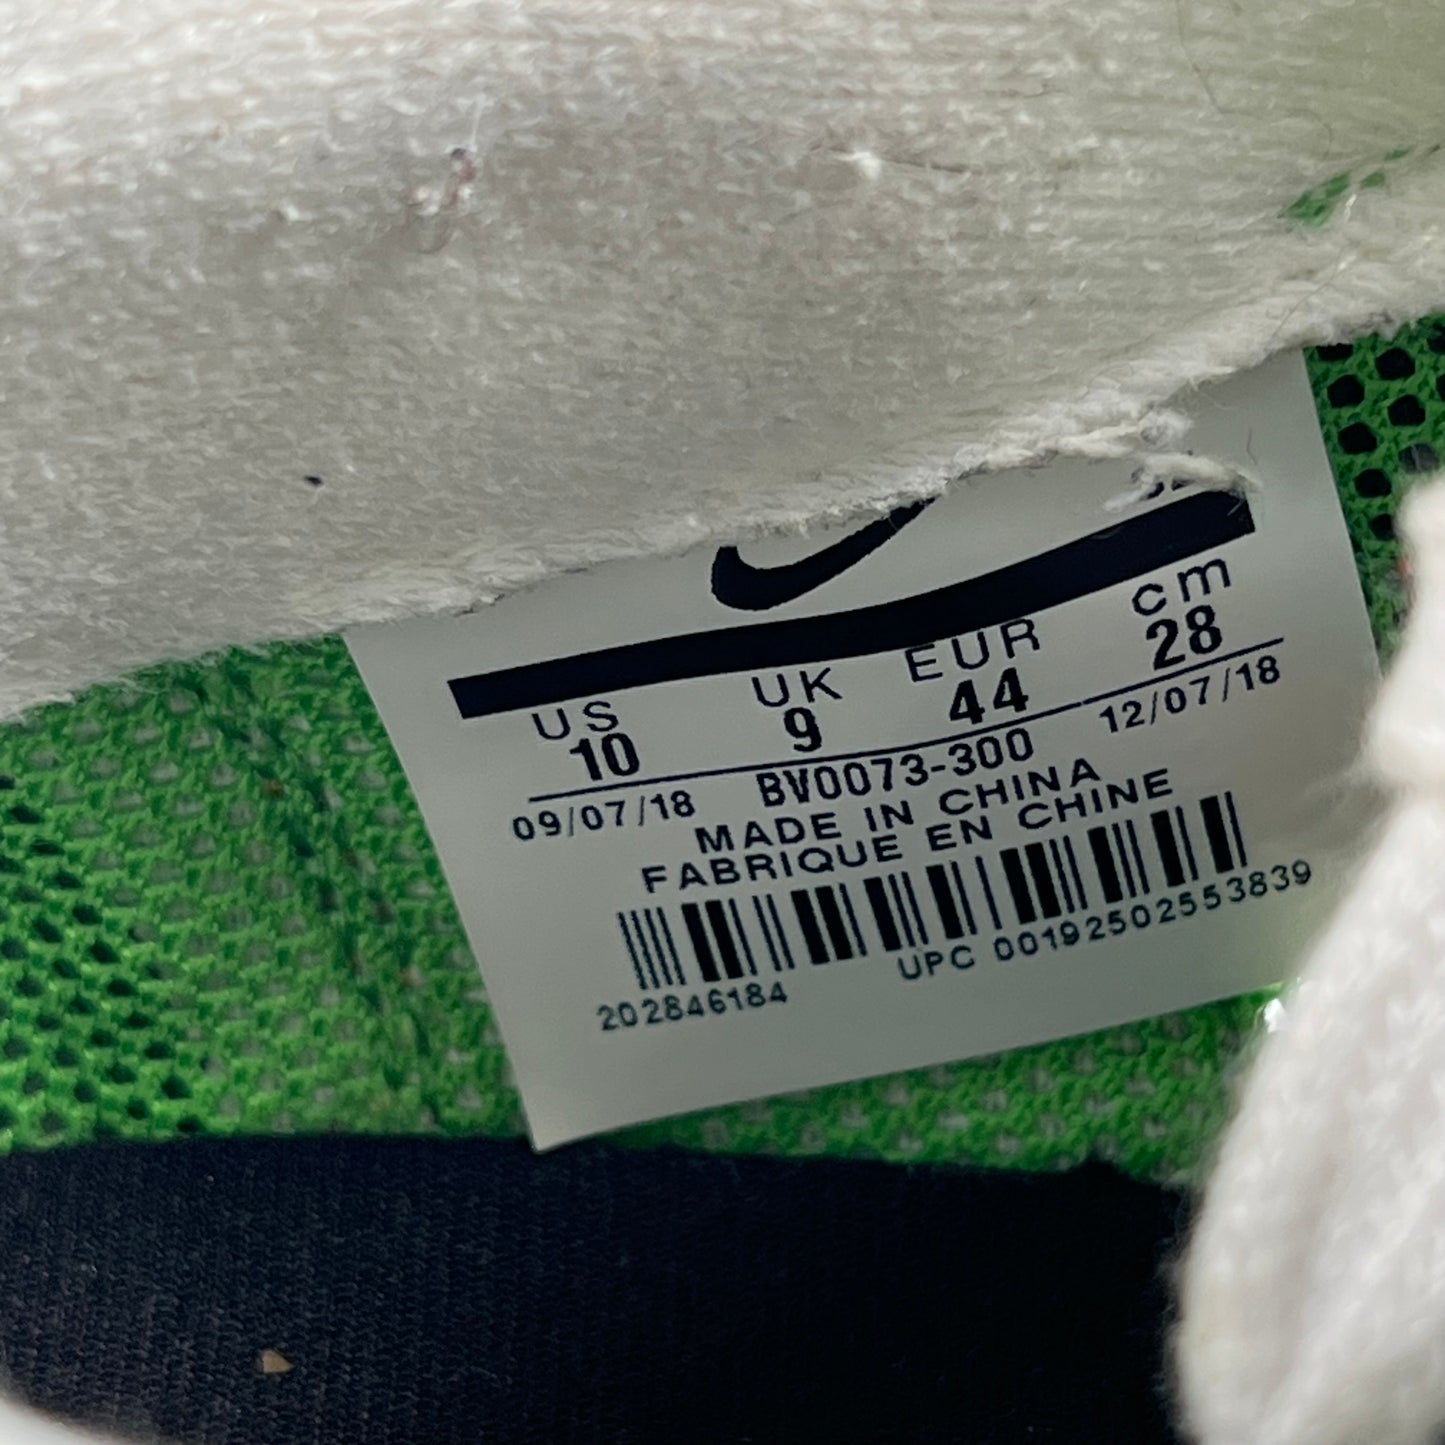 US UK EUR cm
10 9 44 28
09/07/18 BV0073-300 12/07/18
MADE IN CHINA
FABRIQUE EN CHINE
202846184 UPC 00192502553839